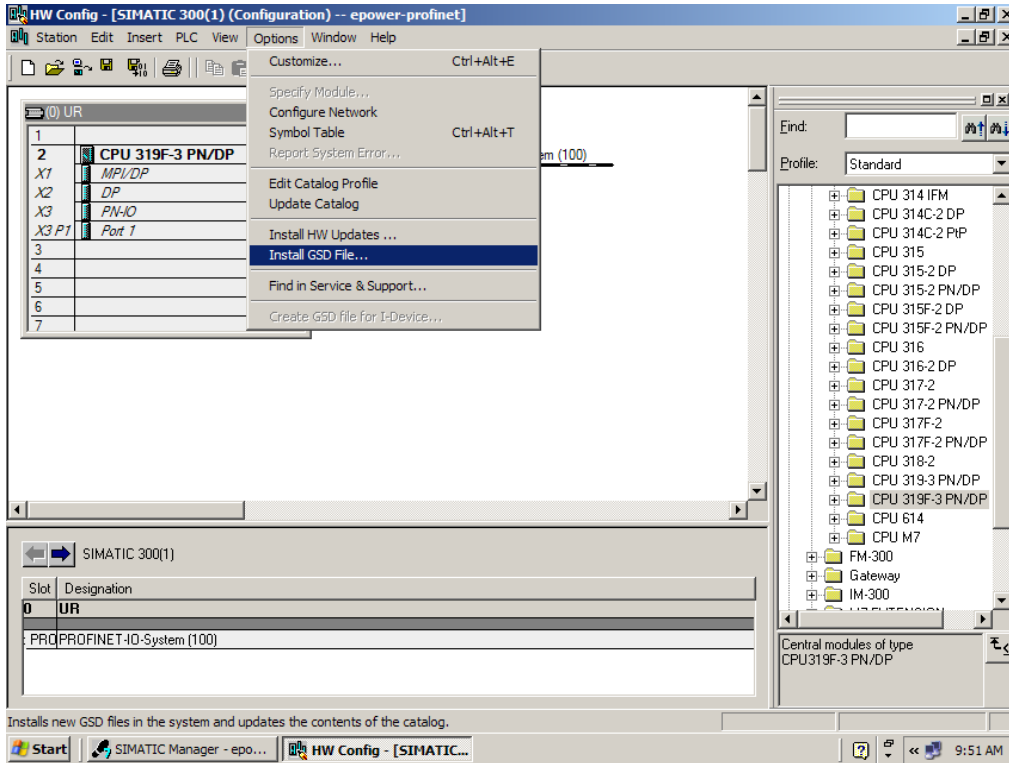 HW Config - [SIMATIC 300(1) (Configuration) -- epower-profinet]
Station Edit Insert PLC View Options Window Help
Customize... Ctrl+Alt+E
Specify Module...
Configure Network
Symbol Table Ctrl+Alt+T
Report System Error...
Edit Catalog Profile
Update Catalog
Install HW Updates ...
Install GSD File...
Find in Service & Support...
Create GSD file for I-Device...
(0) UR
1
2 CPU 319F-3 PN/DP
X1 MPI/DP
X2 DP
X3 PN-IO
X3 P1 Port 1
3
4
5
6
7
(100)
Find:
Profile: Standard
CPU 314 IFM
CPU 314C-2 DP
CPU 314C-2 PtP
CPU 315
CPU 315-2 DP
CPU 315-2 PN/DP
CPU 315F-2 DP
CPU 315F-2 PN/DP
CPU 316
CPU 316-2 DP
CPU 317-2
CPU 317-2 PN/DP
CPU 317F-2
CPU 317F-2 PN/DP
CPU 318-2
CPU 319-3 PN/DP
CPU 319F-3 PN/DP
CPU 614
CPU M7
FM-300
Gateway
IM-300
Central modules of type
CPU319F-3 PN/DP
SIMATIC 300(1)
Slot Designation
0 UR
PRO PROFINET-IO-System (100)
Installs new GSD files in the system and updates the contents of the catalog.
Start SIMATIC Manager - epo... HW Config - [SIMATIC... 9:51 AM